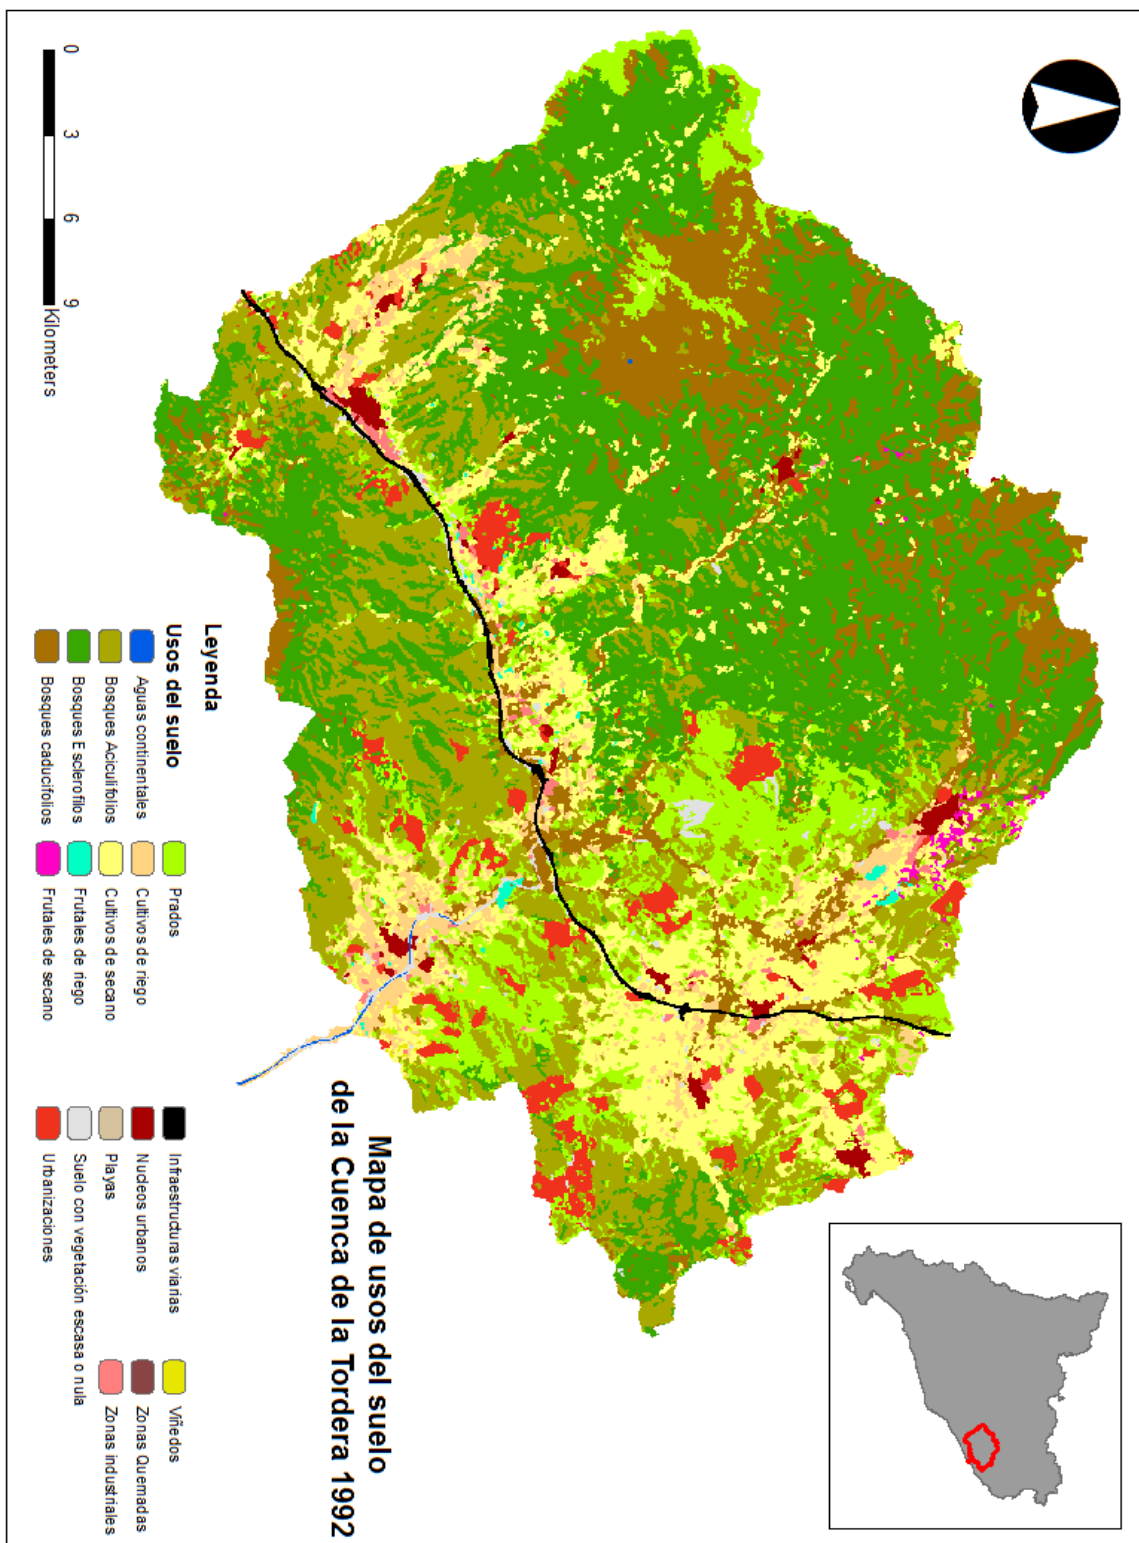 Mapa de usos del suelo
de la Cuenca de la Tordera 1992
Leyenda
Usos del suelo
Aguas continentales
Bosques Aciculifolios
Bosques Esclerofilos
Bosques caducifolios
Prados
Cultivos de riego
Cultivos de secano
Frutales de riego
Frutales de secano
Infraestructuras viarias
Nucleos urbanos
Playas
Suelo con vegetación escasa o nula
Urbanizaciones
Viñedos
Zonas Quemadas
Zonas industriales
0 3 6 9
Kilometers